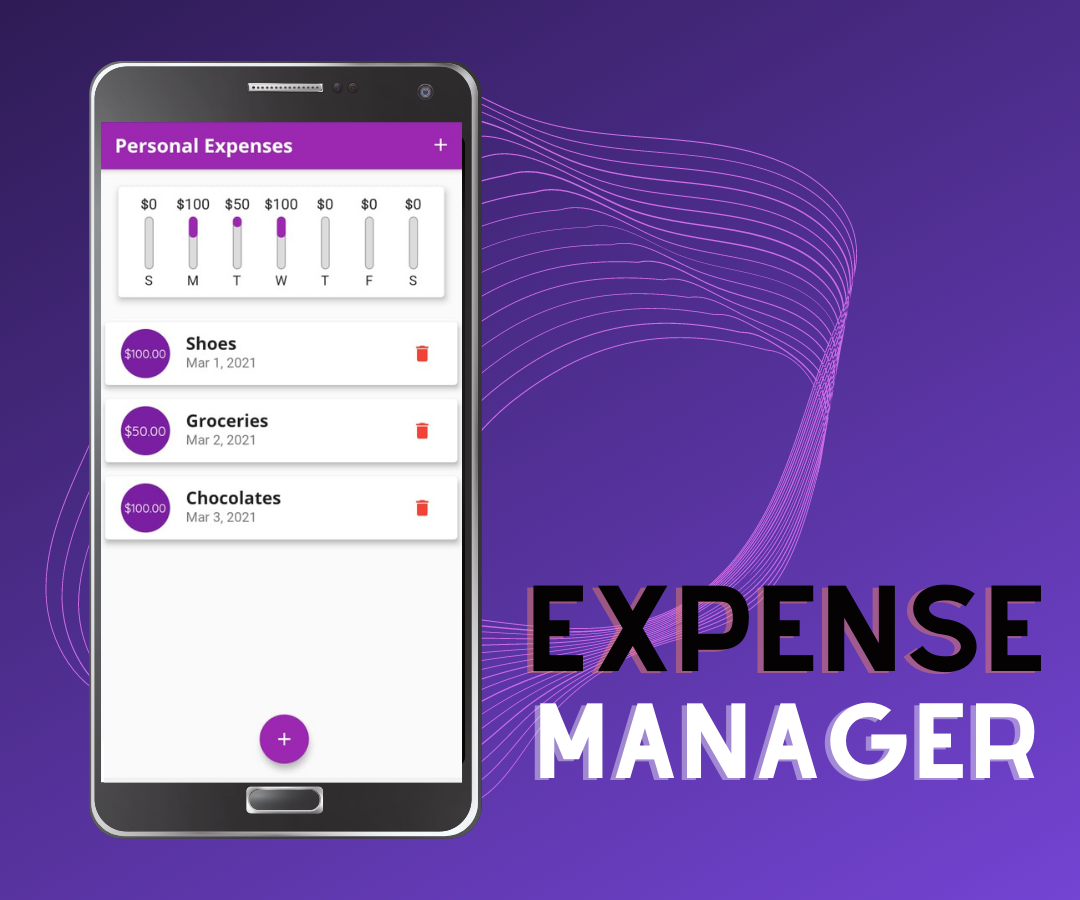 Personal Expenses +
$0 $100 $50 $100 $0 $0 $0
S M T W T F S
$100.00 Shoes
Mar 1, 2021
$50.00 Groceries
Mar 2, 2021
$100.00 Chocolates
Mar 3, 2021
+
EXPENSE
MANAGER